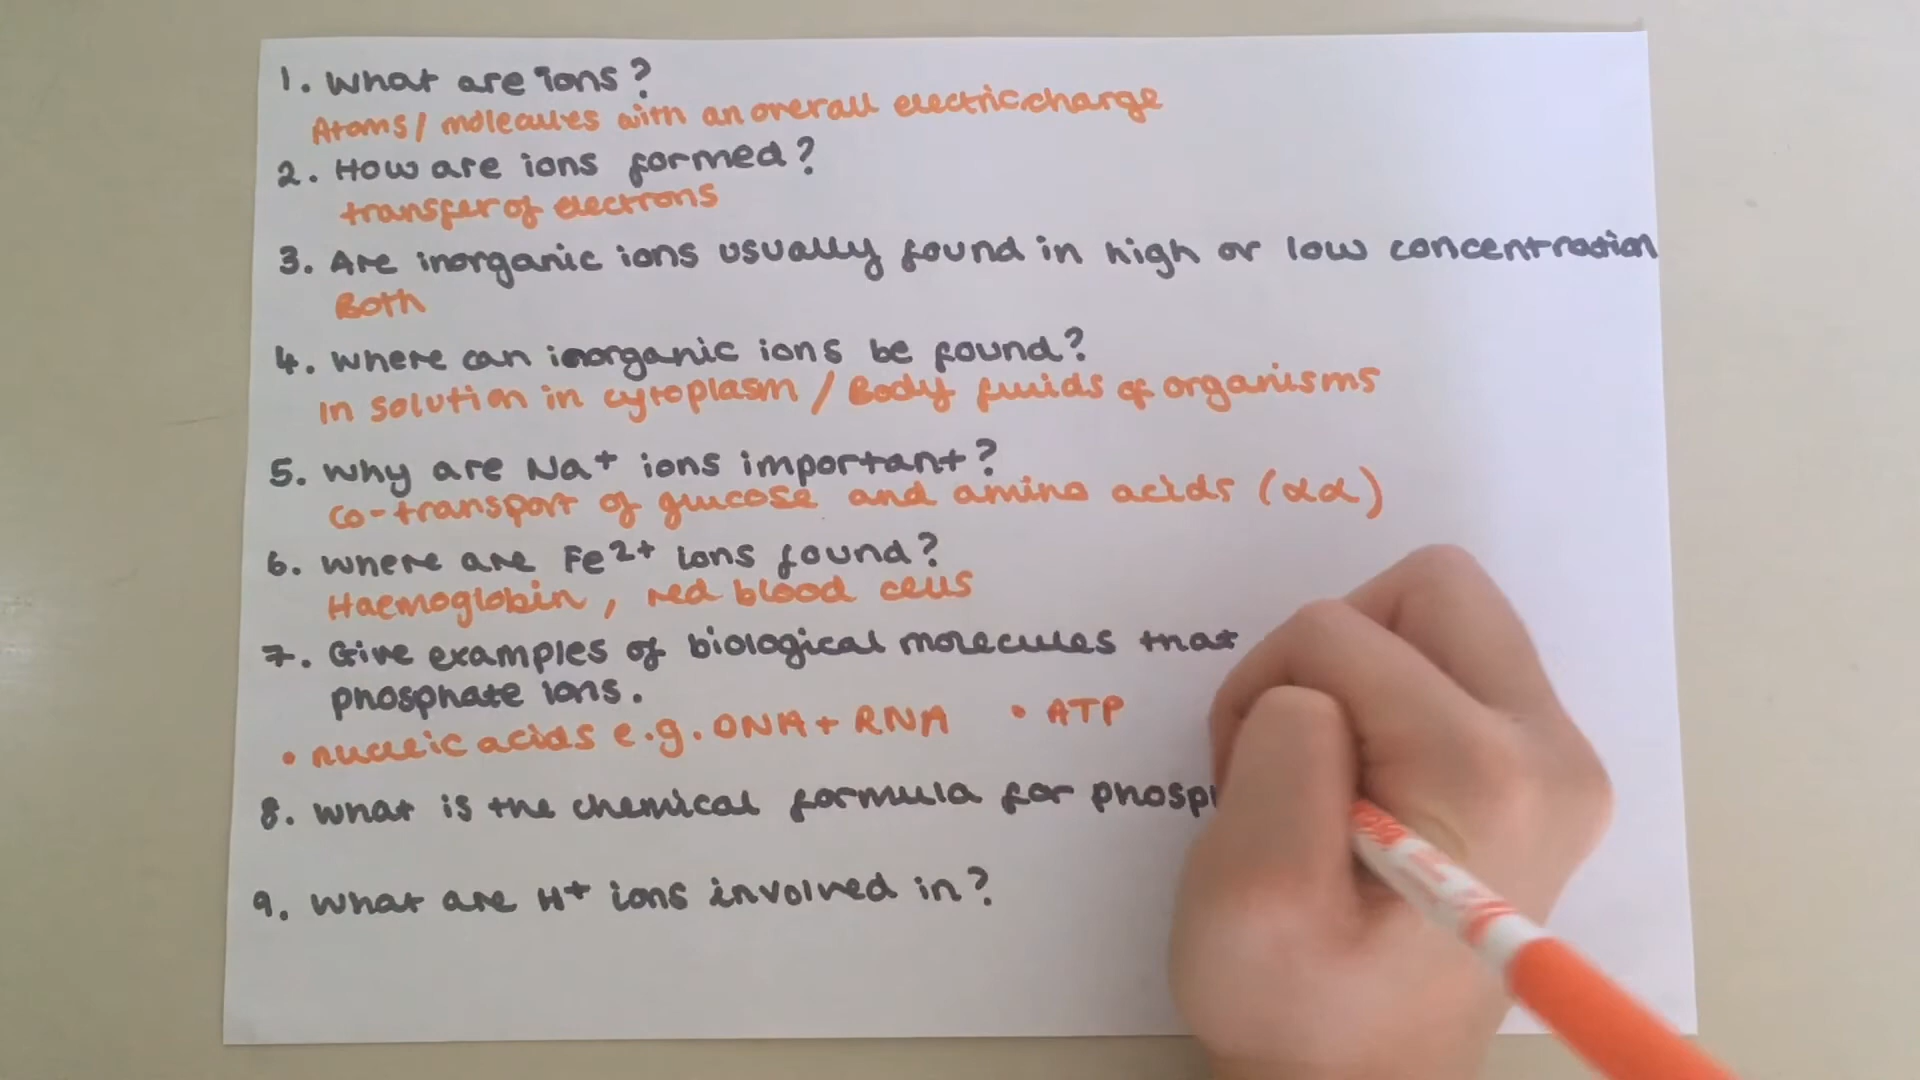 1. What are ions?
Atoms/molecules with an overall electric charge
2. How are ions formed?
transfer of electrons
3. Are inorganic ions usually found in high or low concentration
Both
4. Where can inorganic ions be found?
In solution in cytoplasm / Body fluids of organisms
5. Why are Na+ ions important?
co-transport of glucose and amino acids (αα)
6. Where are Fe2+ ions found?
Haemoglobin, red blood cells
7. Give examples of biological molecules that
phosphate ions.
• nucleic acids e.g. DNA + RNA • ATP
8. What is the chemical formula for
9. What are H+ ions involved in?